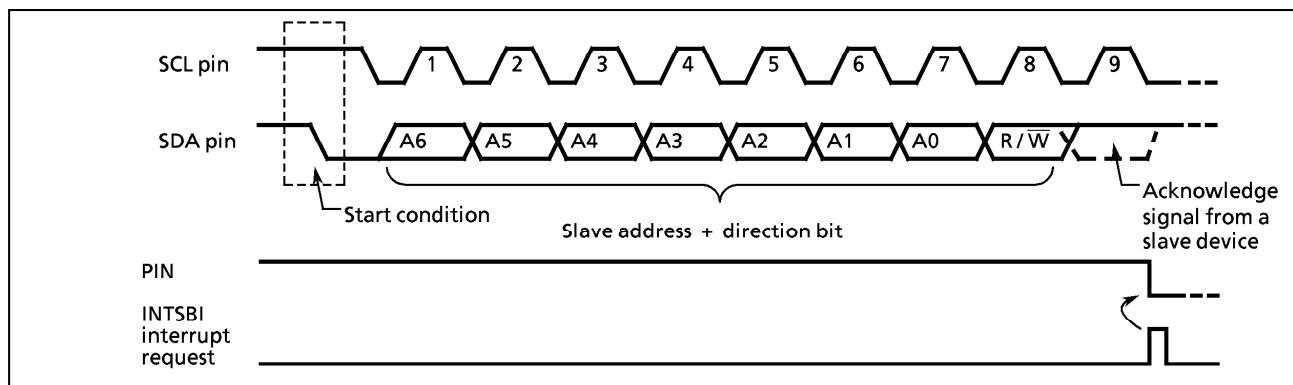 SCL pin
1 2 3 4 5 6 7 8 9
SDA pin
A6 A5 A4 A3 A2 A1 A0 R / W̅
Start condition
Slave address + direction bit
Acknowledge
signal from a
slave device
PIN
INTSBI
interrupt
request